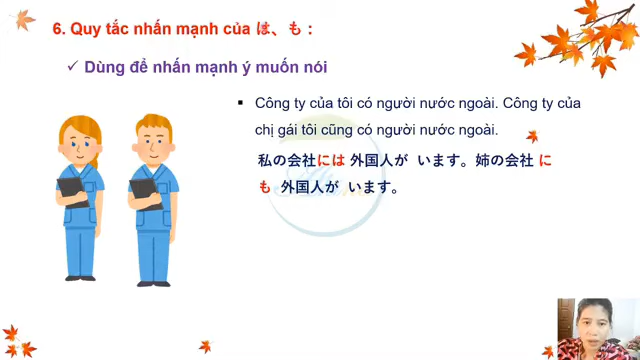 6. Quy tắc nhấn mạnh của は、も :
✓ Dùng để nhấn mạnh ý muốn nói
▪ Công ty của tôi có người nước ngoài. Công ty của
chị gái tôi cũng có người nước ngoài.
私の会社には 外国人が います。姉の会社 に
も 外国人が います。